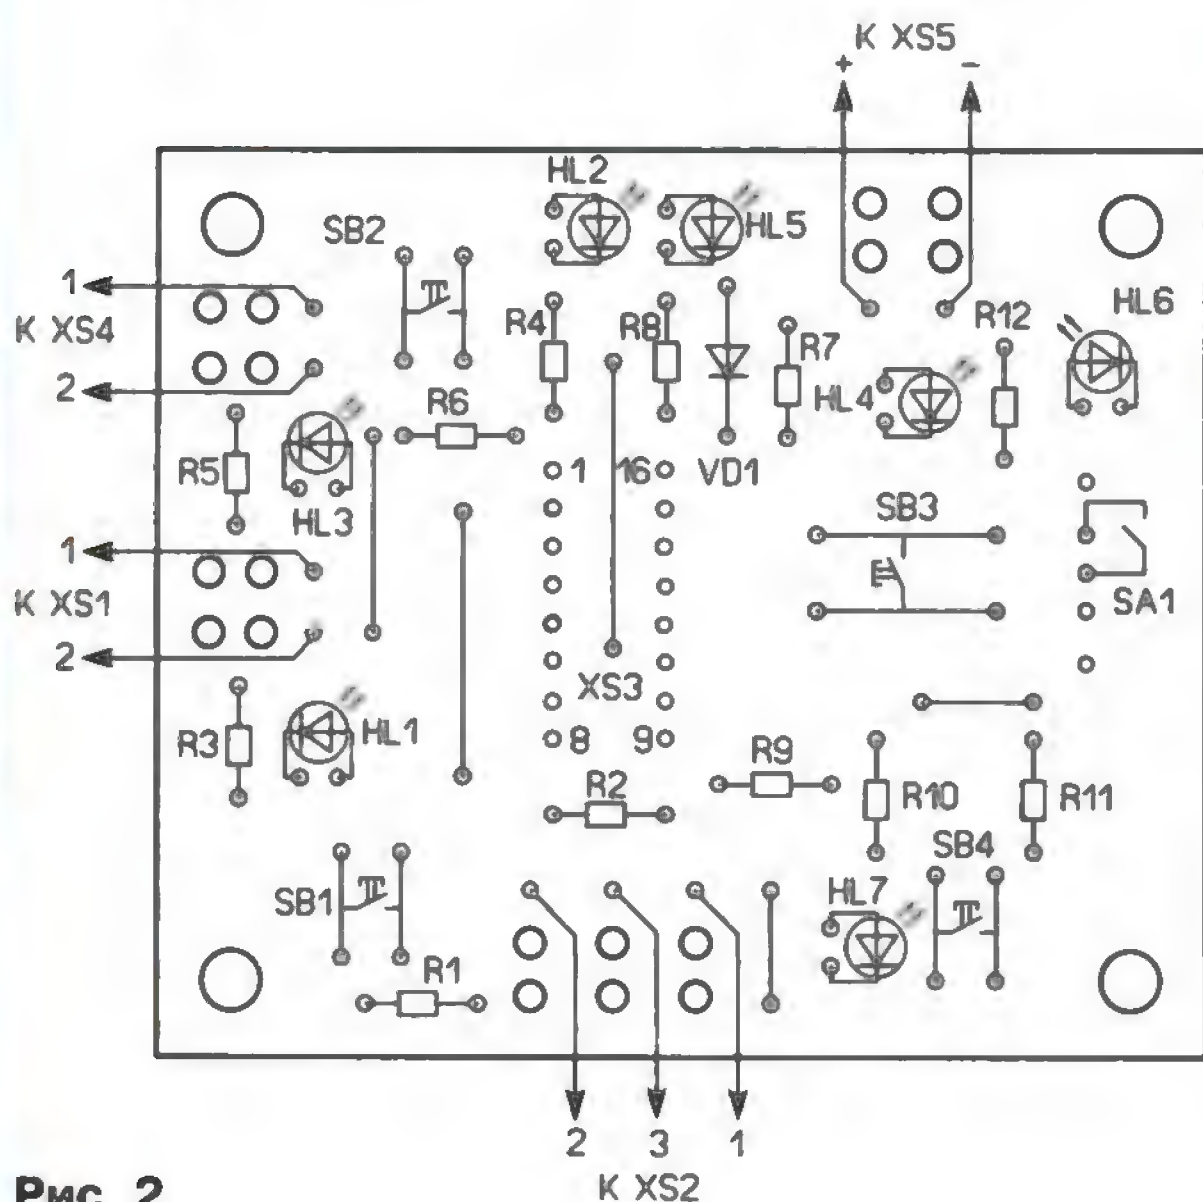 К XS5
+ −
HL2
SB2
HL5
1
К XS4
2
R4
R8
R7
R12
HL6
HL4
R6
R5
HL3
1 16
VD1
SB3
SA1
1
К XS1
2
XS3
R3
HL1
8 9
R9
R2
R10
R11
SB4
SB1
HL7
R1
2 3 1
К XS2
Рис. 2